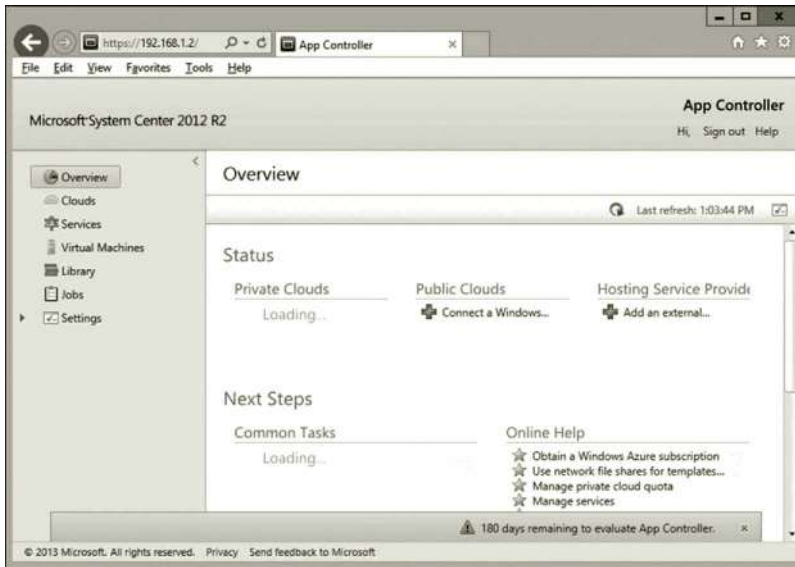 https://192.168.1.2/
App Controller
File Edit View Favorites Tools Help
Microsoft System Center 2012 R2
App Controller
Hi, Sign out Help
Overview
Clouds
Services
Virtual Machines
Library
Jobs
Settings
Overview
Last refresh: 1:03:44 PM
Status
Private Clouds
Loading...
Public Clouds
Connect a Windows...
Hosting Service Provide
Add an external...
Next Steps
Common Tasks
Loading...
Online Help
Obtain a Windows Azure subscription
Use network file shares for templates...
Manage private cloud quota
Manage services
180 days remaining to evaluate App Controller.
© 2013 Microsoft. All rights reserved. Privacy Send feedback to Microsoft